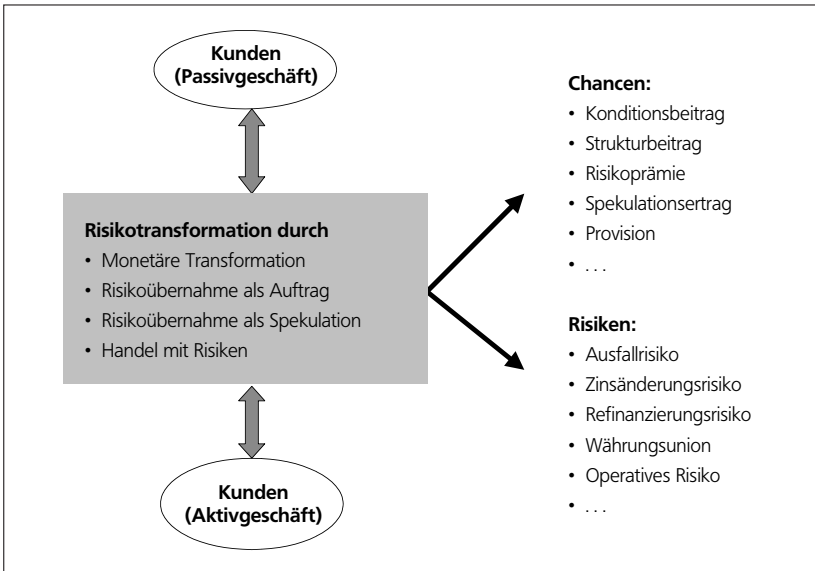 Kunden
(Passivgeschäft)
Risikotransformation durch
• Monetäre Transformation
• Risikoübernahme als Auftrag
• Risikoübernahme als Spekulation
• Handel mit Risiken
Kunden
(Aktivgeschäft)
Chancen:
• Konditionsbeitrag
• Strukturbeitrag
• Risikoprämie
• Spekulationsertrag
• Provision
• . . .
Risiken:
• Ausfallrisiko
• Zinsänderungsrisiko
• Refinanzierungsrisiko
• Währungsunion
• Operatives Risiko
• . . .